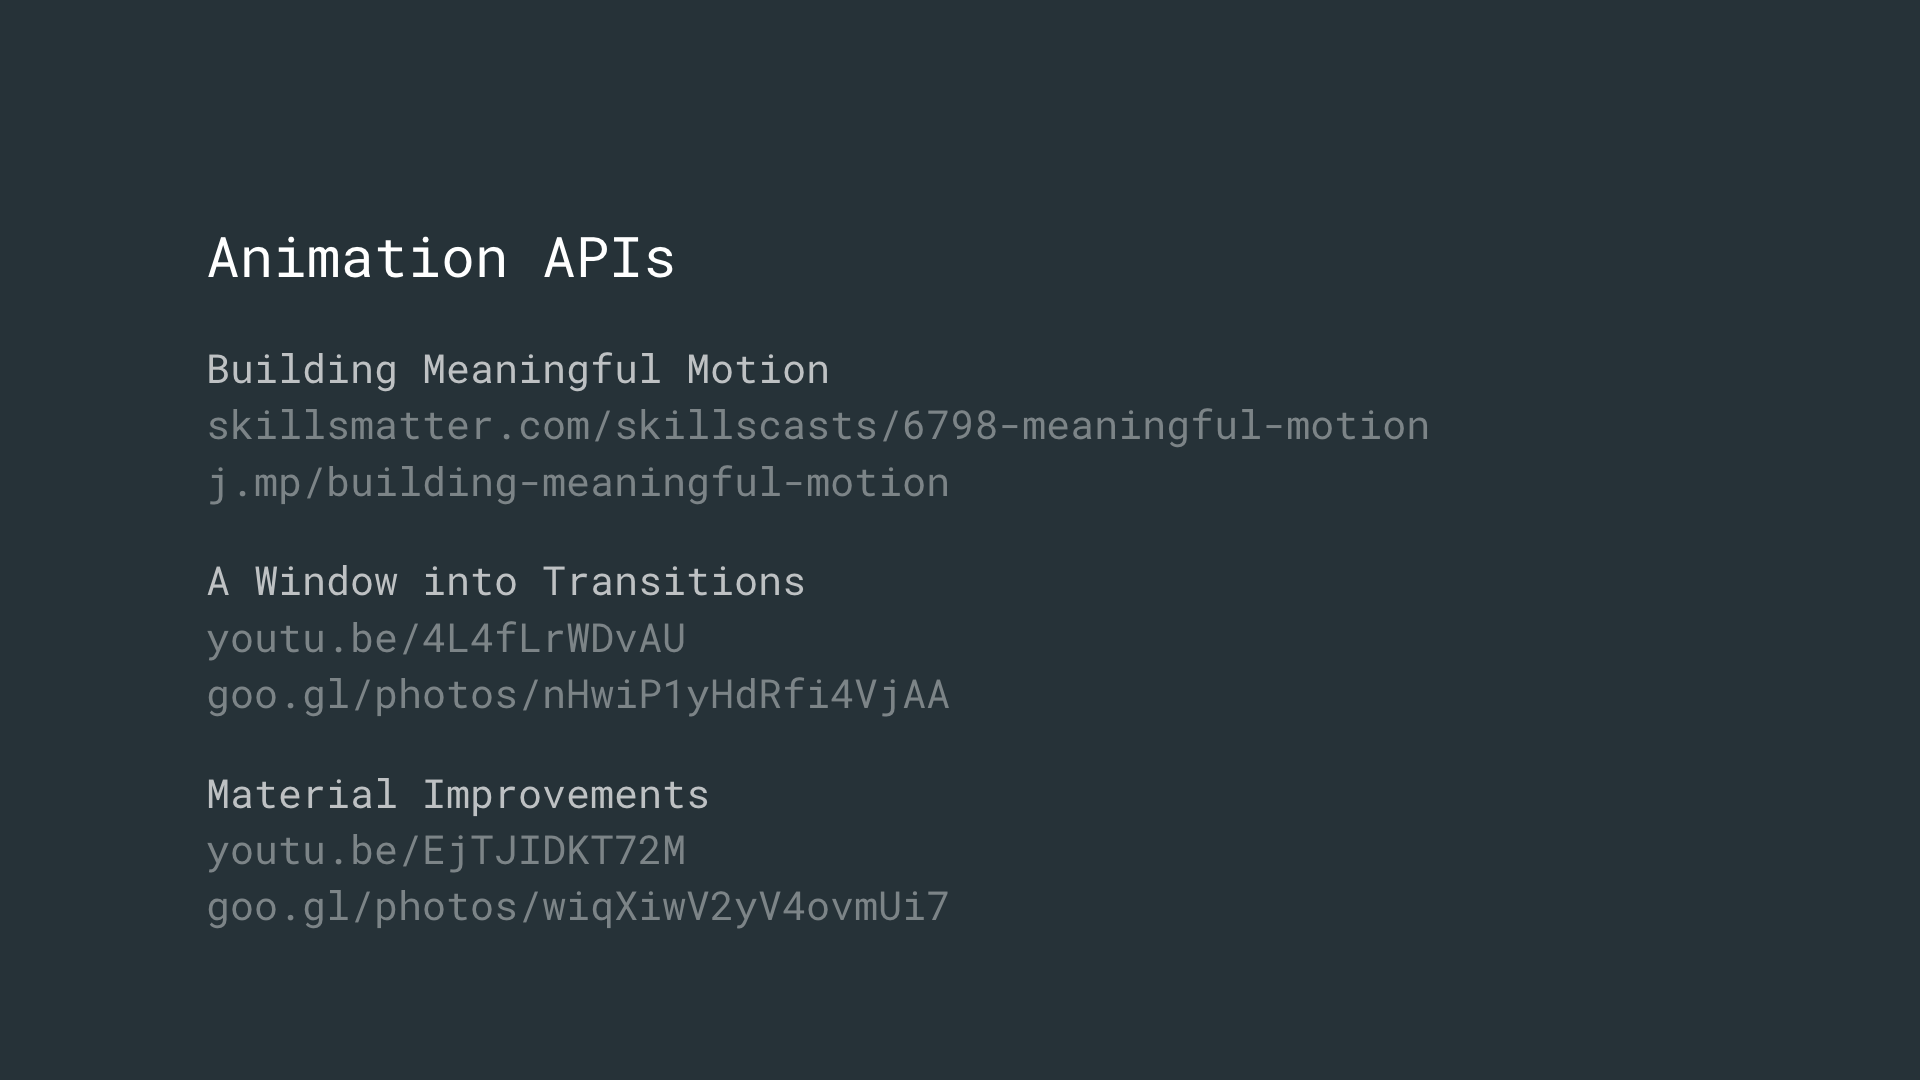 Animation APIs
Building Meaningful Motion
skillsmatter.com/skillscasts/6798-meaningful-motion
j.mp/building-meaningful-motion
A Window into Transitions
youtu.be/4L4fLrWDvAU
goo.gl/photos/nHwiP1yHdRfi4VjAA
Material Improvements
youtu.be/EjTJIDKT72M
goo.gl/photos/wiqXiwV2yV4ovmUi7